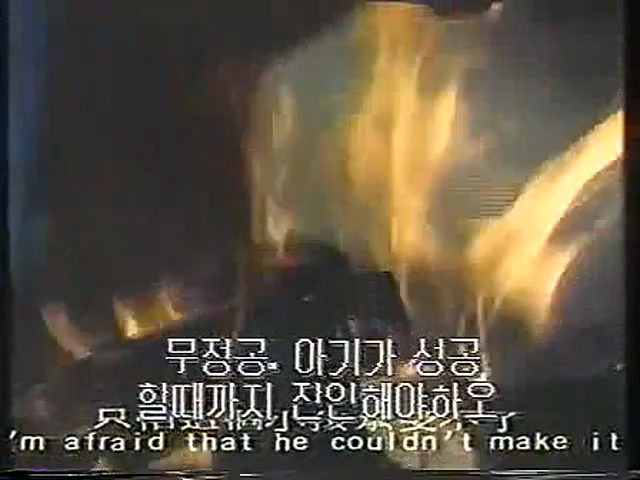 무정공. 아기가 성공
할때까지 잔인해야하오
'm afraid that he couldn't make it